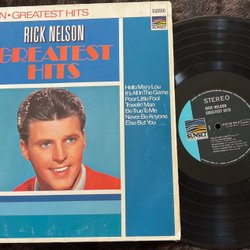 N • GREATEST HITS
SUNSET
RICK NELSON
GREATEST
HITS
Hello Mary Lou
It's All In The Game
Poor Little Fool
Travelin' Man
Be True To Me
Never Be Anyone
Else But You
STEREO
RICK NELSON
GREATEST HITS
SUNSET